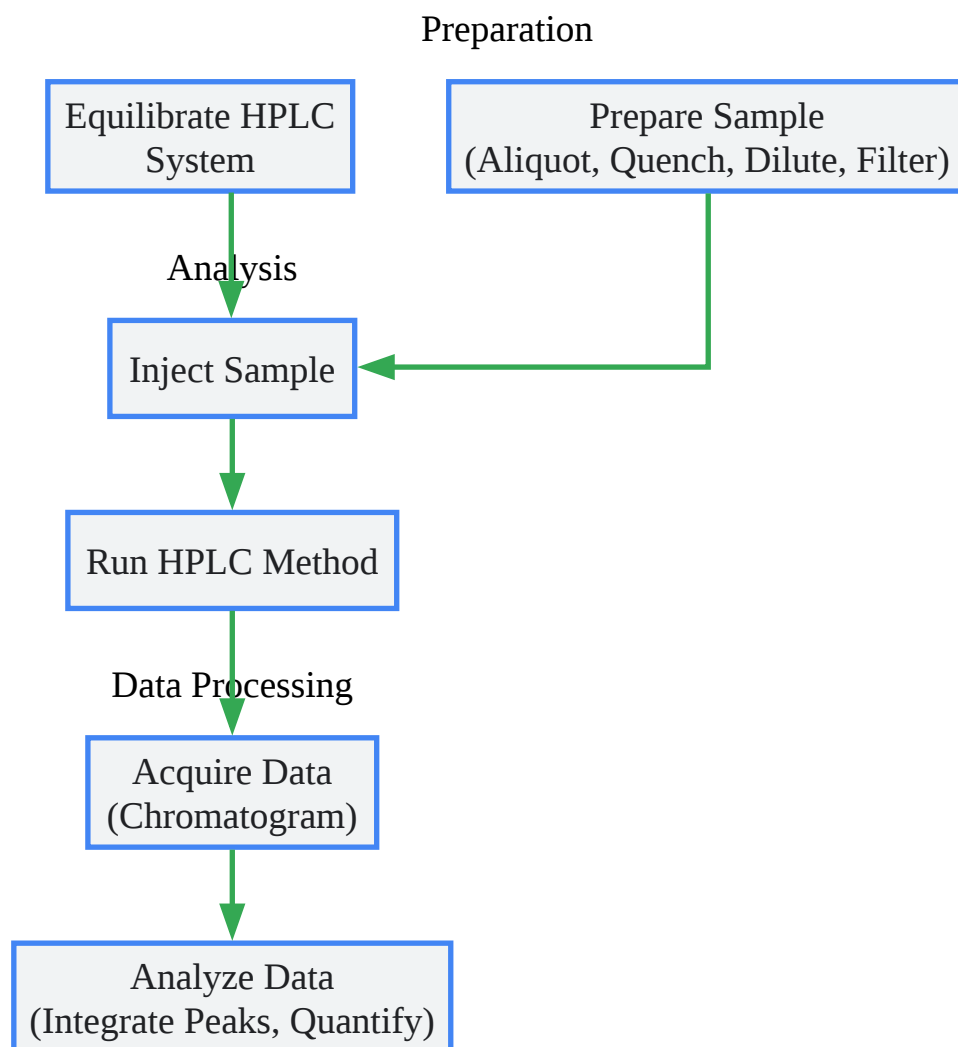 Preparation
Equilibrate HPLC
System
Prepare Sample
(Aliquot, Quench, Dilute, Filter)
Analysis
Inject Sample
Run HPLC Method
Data Processing
Acquire Data
(Chromatogram)
Analyze Data
(Integrate Peaks, Quantify)